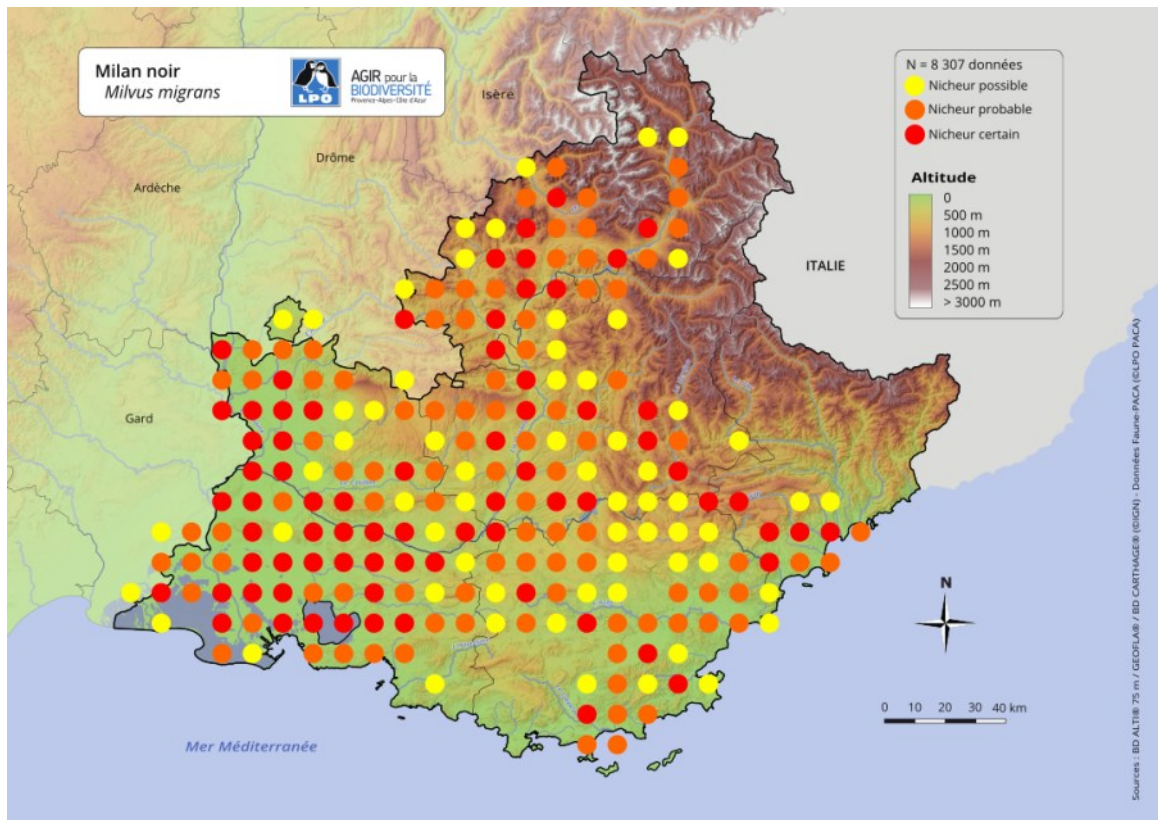 Milan noir
Milvus migrans
LPO
AGIR pour la
BIODIVERSITÉ
Provence-Alpes-Côte d'Azur
N = 8 307 données
Nicheur possible
Nicheur probable
Nicheur certain
Altitude
0
500 m
1000 m
1500 m
2000 m
2500 m
> 3000 m
Isère
Drôme
Ardèche
ITALIE
Gard
N
0 10 20 30 40 km
Mer Méditerranée
Sources : BD ALTI® 75 m / GEOFLA® / BD CARTHAGE® (©IGN) - Données Faune-PACA (©LPO PACA)